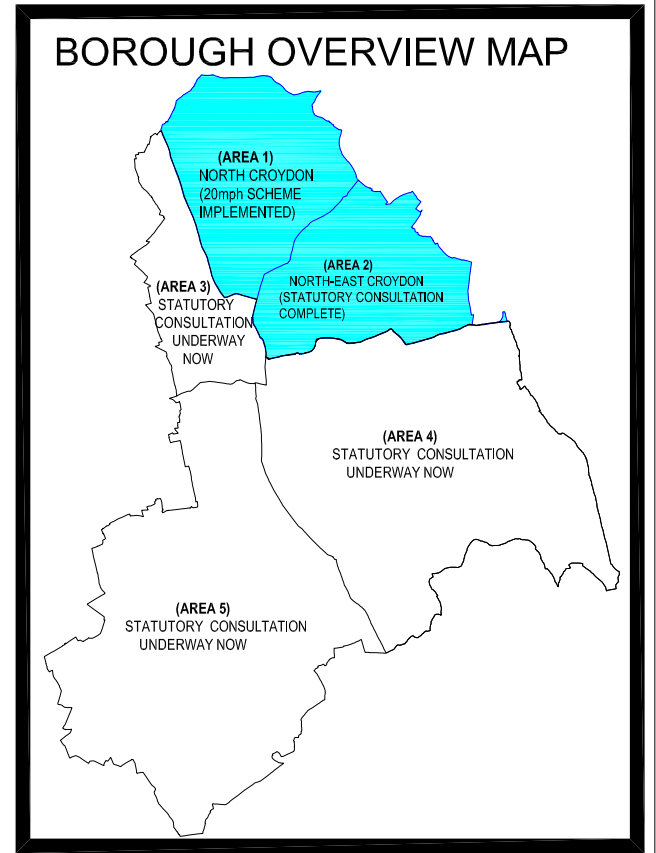 BOROUGH OVERVIEW MAP
(AREA 1)
NORTH CROYDON
(20mph SCHEME
IMPLEMENTED)
(AREA 2)
NORTH-EAST CROYDON
(STATUTORY CONSULTATION
COMPLETE)
(AREA 3)
STATUTORY
CONSULTATION
UNDERWAY
NOW
(AREA 4)
STATUTORY CONSULTATION
UNDERWAY NOW
(AREA 5)
STATUTORY CONSULTATION
UNDERWAY NOW